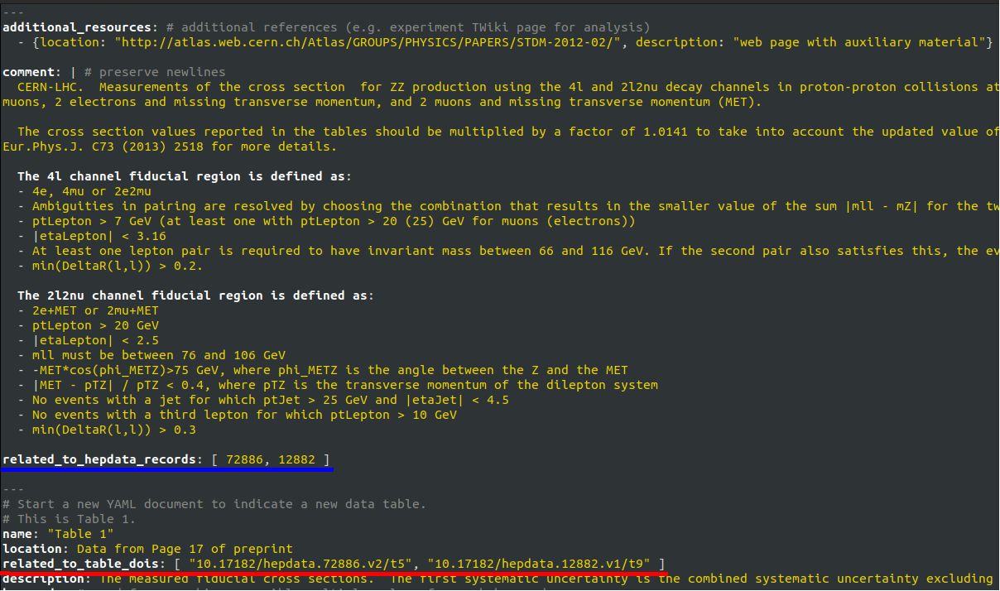 ---
additional_resources: # additional references (e.g. experiment TWiki page for analysis)
  - {location: "http://atlas.web.cern.ch/Atlas/GROUPS/PHYSICS/PAPERS/STDM-2012-02/", description: "web page with auxiliary material"}
comment: | # preserve newlines
  CERN-LHC.  Measurements of the cross section  for ZZ production using the 4l and 2l2nu decay channels in proton-proton collisions at
muons, 2 electrons and missing transverse momentum, and 2 muons and missing transverse momentum (MET).
  The cross section values reported in the tables should be multiplied by a factor of 1.0141 to take into account the updated value of
Eur.Phys.J. C73 (2013) 2518 for more details.
  The 4l channel fiducial region is defined as:
  - 4e, 4mu or 2e2mu
  - Ambiguities in pairing are resolved by choosing the combination that results in the smaller value of the sum |mll - mZ| for the tw
  - ptLepton > 7 GeV (at least one with ptLepton > 20 (25) GeV for muons (electrons))
  - |etaLepton| < 3.16
  - At least one lepton pair is required to have invariant mass between 66 and 116 GeV. If the second pair also satisfies this, the ev
  - min(DeltaR(l,l)) > 0.2.
  The 2l2nu channel fiducial region is defined as:
  - 2e+MET or 2mu+MET
  - ptLepton > 20 GeV
  - |etaLepton| < 2.5
  - mll must be between 76 and 106 GeV
  - -MET*cos(phi_METZ)>75 GeV, where phi_METZ is the angle between the Z and the MET
  - |MET - pTZ| / pTZ < 0.4, where pTZ is the transverse momentum of the dilepton system
  - No events with a jet for which ptJet > 25 GeV and |etaJet| < 4.5
  - No events with a third lepton for which ptLepton > 10 GeV
  - min(DeltaR(l,l)) > 0.3
related_to_hepdata_records: [ 72886, 12882 ]
---
# Start a new YAML document to indicate a new data table.
# This is Table 1.
name: "Table 1"
location: Data from Page 17 of preprint
related_to_table_dois: [ "10.17182/hepdata.72886.v2/t5", "10.17182/hepdata.12882.v1/t9" ]
description: The measured fiducial cross sections.  The first systematic uncertainty is the combined systematic uncertainty excluding